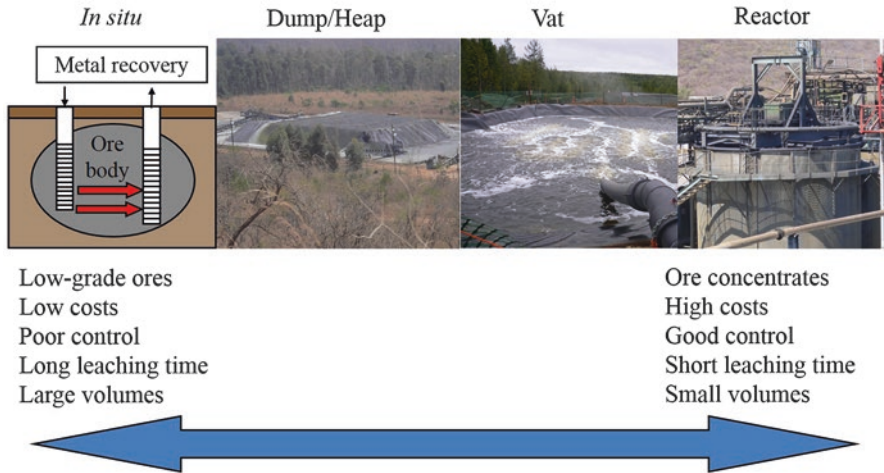 In situ
Dump/Heap
Vat
Reactor
Metal recovery
Ore
body
Low-grade ores
Low costs
Poor control
Long leaching time
Large volumes
Ore concentrates
High costs
Good control
Short leaching time
Small volumes